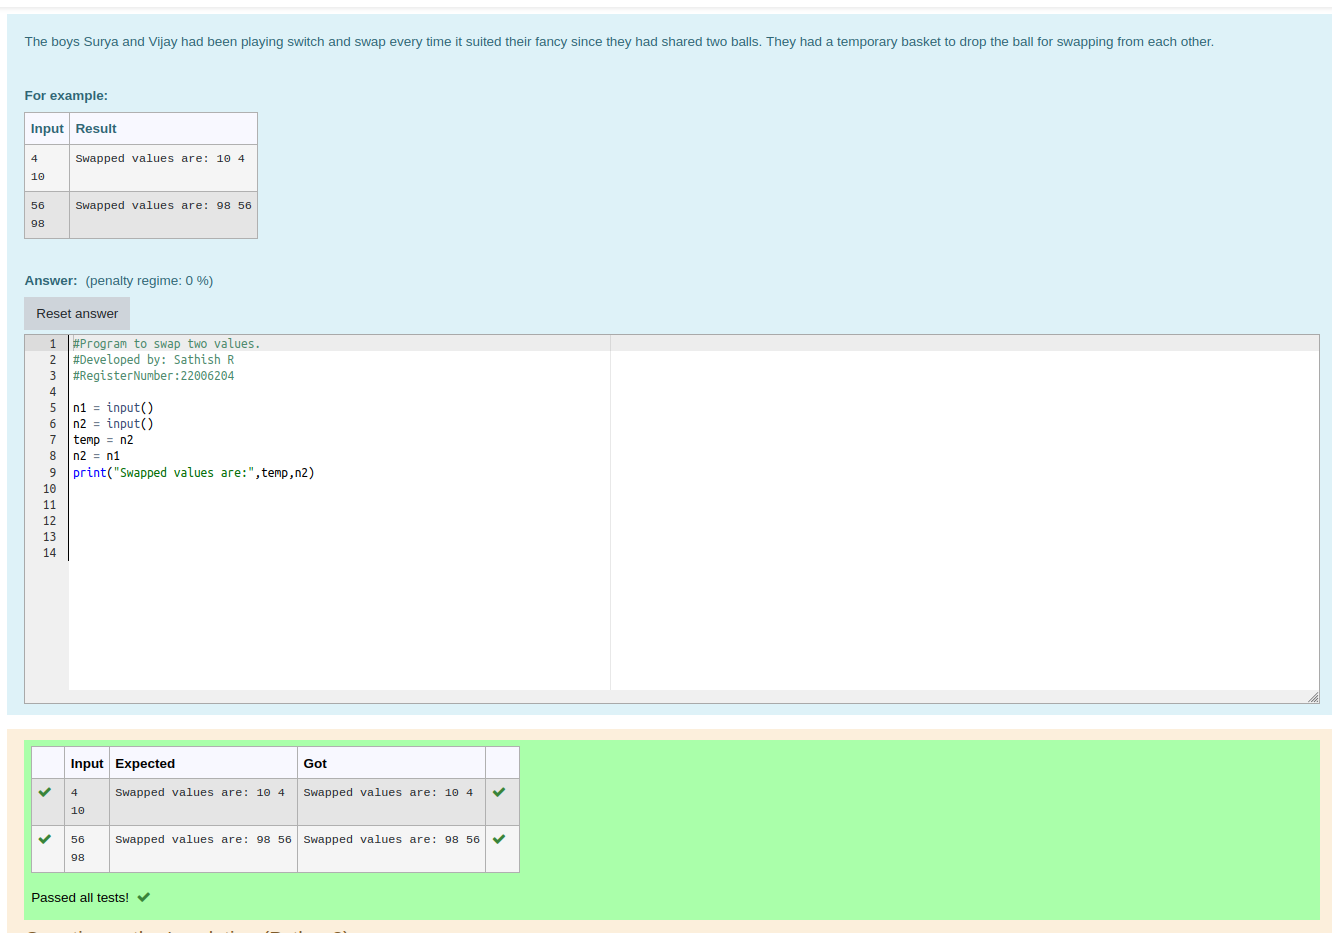 The boys Surya and Vijay had been playing switch and swap every time it suited their fancy since they had shared two balls. They had a temporary basket to drop the ball for swapping from each other.
For example:
Input Result
4 Swapped values are: 10 4
10
56 Swapped values are: 98 56
98
Answer: (penalty regime: 0 %)
Reset answer
1 #Program to swap two values.
2 #Developed by: Sathish R
3 #RegisterNumber:22006204
4
5 n1 = input()
6 n2 = input()
7 temp = n2
8 n2 = n1
9 print("Swapped values are:",temp,n2)
10
11
12
13
14
Input Expected Got
4 Swapped values are: 10 4 Swapped values are: 10 4
10
56 Swapped values are: 98 56 Swapped values are: 98 56
98
Passed all tests!